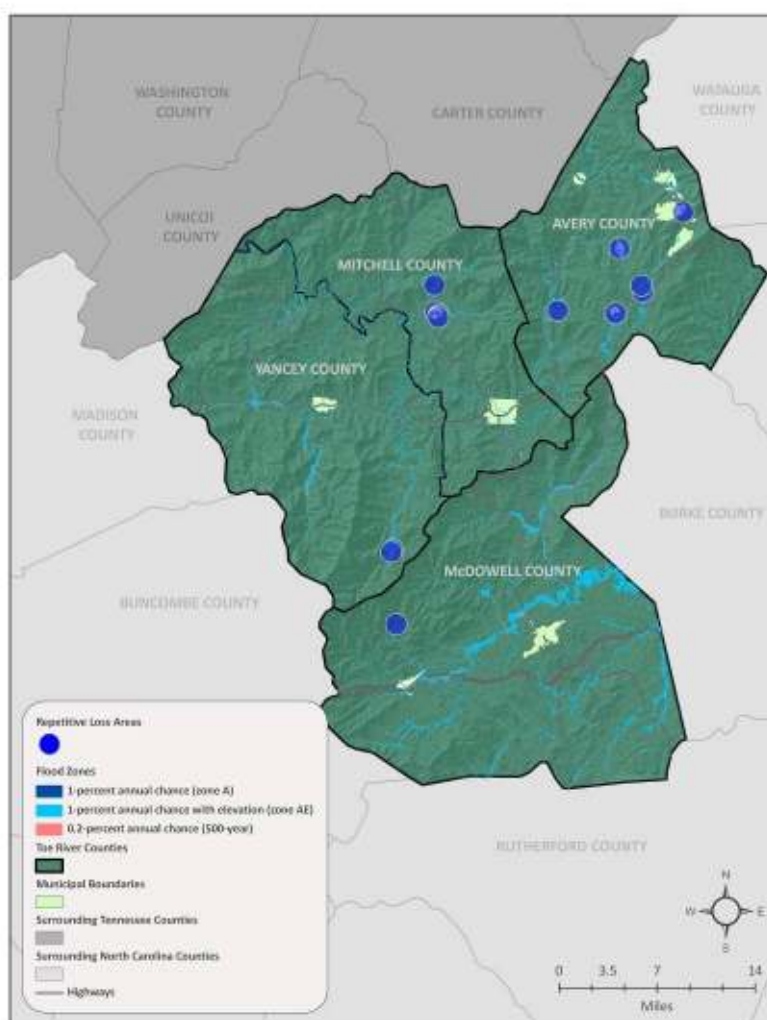 WASHINGTON
COUNTY
CARTER COUNTY
WATAUGA
COUNTY
UNICOI
COUNTY
AVERY COUNTY
MITCHELL COUNTY
YANCEY COUNTY
MADISON
COUNTY
BURKE COUNTY
McDOWELL COUNTY
BUNCOMBE COUNTY
RUTHERFORD COUNTY
Repetitive Loss Areas
Flood Zones
1-percent annual chance (zone A)
1-percent annual chance with elevation (zone AE)
0.2-percent annual chance (500-year)
Toe River Counties
Municipal Boundaries
Surrounding Tennessee Counties
Surrounding North Carolina Counties
Highways
N
W
E
S
0 3.5 7 14
Miles